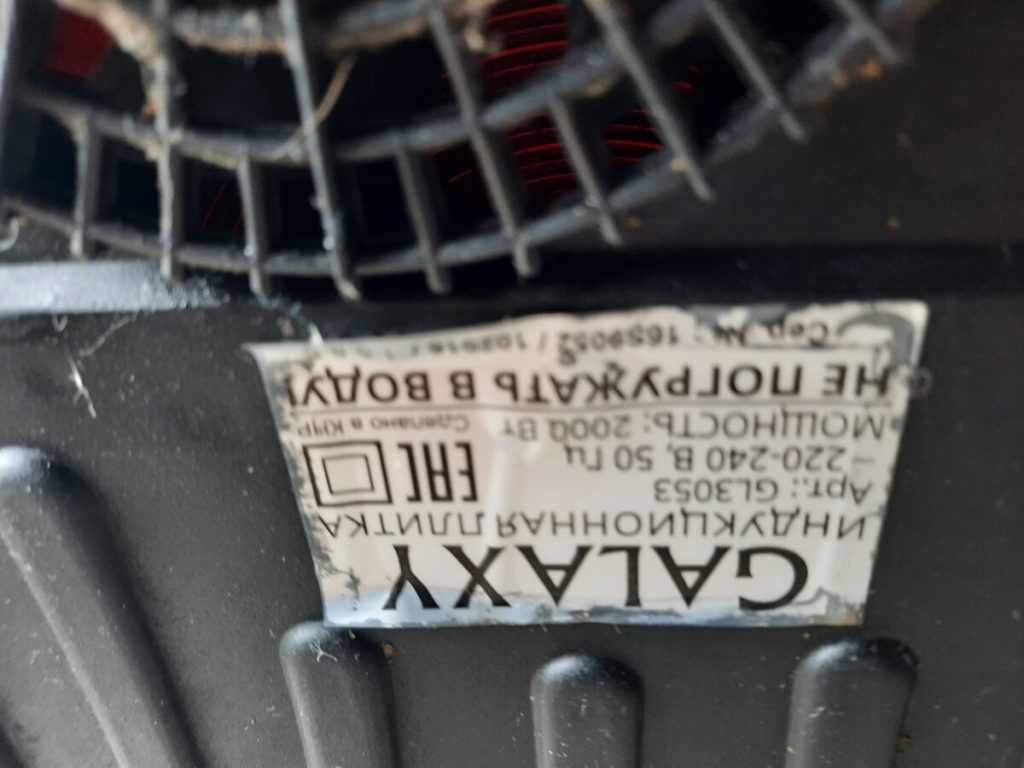 GALAXY
ИНДУКЦИОННАЯ ПЛИТКА
Арт.: GL3053
~ 220-240 В, 50 Гц
МОЩНОСТЬ: 2000 Вт
EAC
Сделано в КНР
НЕ ПОГРУЖАТЬ В ВОДУ!
Сер. №: